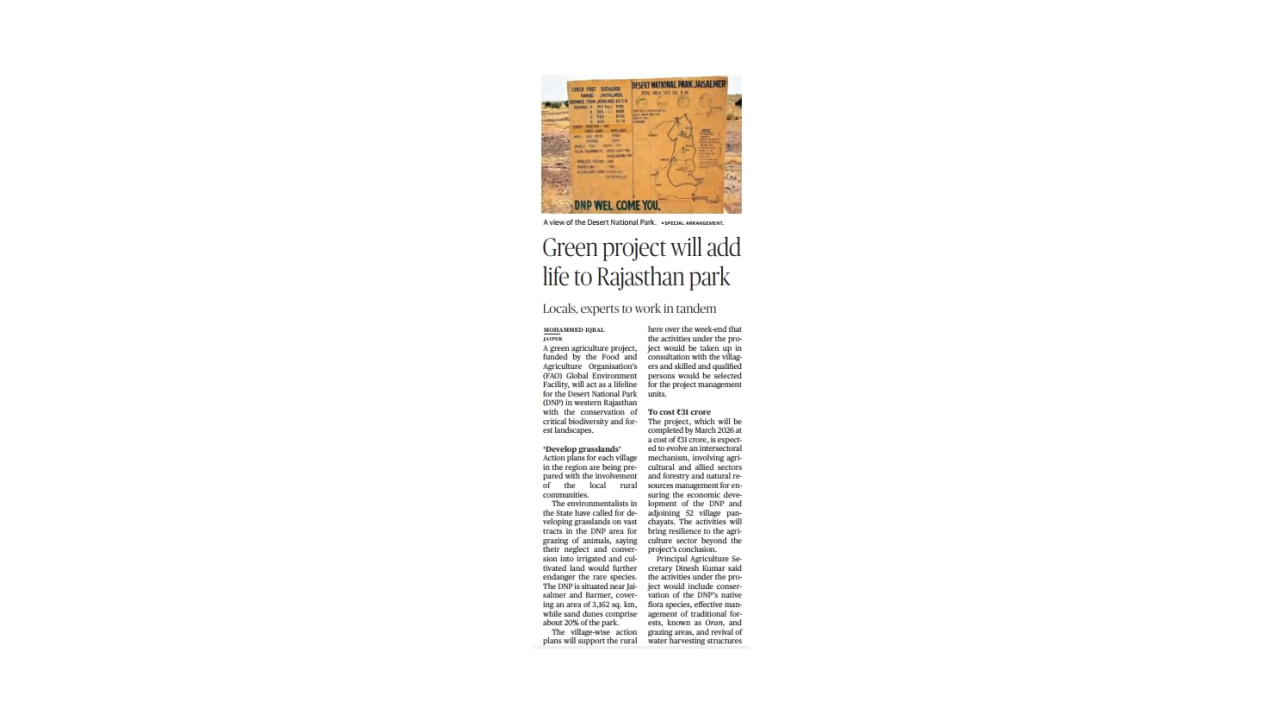 CHECK POST SUDASARI
RANGE - JAISALMER
DESERT NATIONAL PARK, JAISALMER
DNP WEL COME YOU.
A view of the Desert National Park. •SPECIAL ARRANGEMENT.
Green project will add
life to Rajasthan park
Locals, experts to work in tandem
MOHAMMED IQBAL
JAIPUR
A green agriculture project,
funded by the Food and
Agriculture Organisation's
(FAO) Global Environment
Facility, will act as a lifeline
for the Desert National Park
(DNP) in western Rajasthan
with the conservation of
critical biodiversity and for-
est landscapes.
'Develop grasslands'
Action plans for each village
in the region are being pre-
pared with the involvement
of the local rural
communities.
The environmentalists in
the State have called for de-
veloping grasslands on vast
tracts in the DNP area for
grazing of animals, saying
their neglect and conver-
sion into irrigated and cul-
tivated land would further
endanger the rare species.
The DNP is situated near Jai-
salmer and Barmer, cover-
ing an area of 3,162 sq. km,
while sand dunes comprise
about 20% of the park.
The village-wise action
plans will support the rural
here over the week-end that
the activities under the pro-
ject would be taken up in
consultation with the villag-
ers and skilled and qualified
persons would be selected
for the project management
units.
To cost ₹31 crore
The project, which will be
completed by March 2026 at
a cost of ₹31 crore, is expect-
ed to evolve an intersectoral
mechanism, involving agri-
cultural and allied sectors
and forestry and natural re-
sources management for en-
suring the economic deve-
lopment of the DNP and
adjoining 52 village pan-
chayats. The activities will
bring resilience to the agri-
culture sector beyond the
project's conclusion.
Principal Agriculture Se-
cretary Dinesh Kumar said
the activities under the pro-
ject would include conser-
vation of the DNP's native
flora species, effective man-
agement of traditional for-
ests, known as Oran, and
grazing areas, and revival of
water harvesting structures